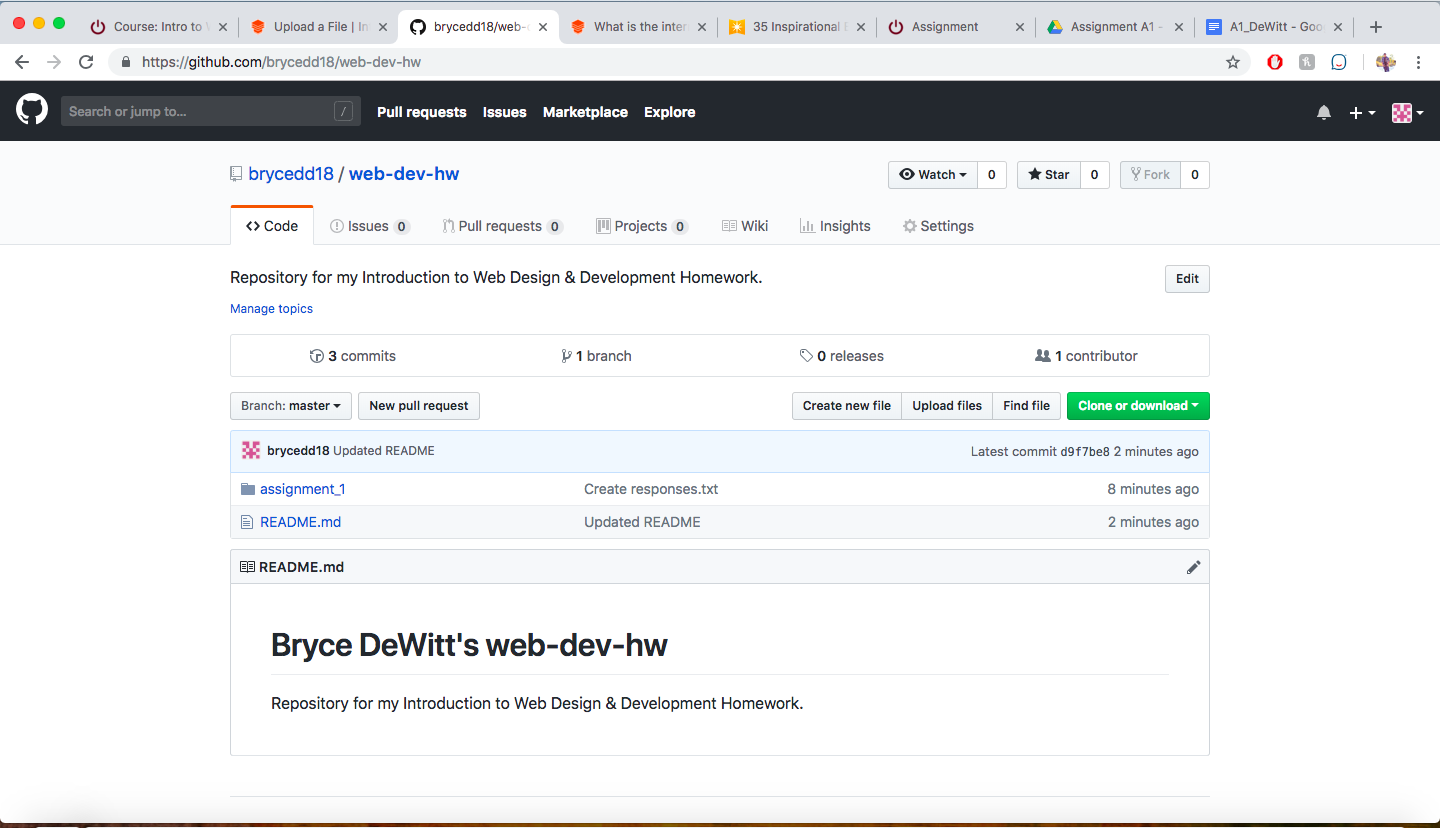 Course: Intro to
Upload a File | In
brycedd18/web-
What is the inter
35 Inspirational
Assignment
Assignment A1 -
A1_DeWitt - Goo
https://github.com/brycedd18/web-dev-hw
Search or jump to... /
Pull requests Issues Marketplace Explore
brycedd18 / web-dev-hw
Watch 0 Star 0 Fork 0
Code Issues 0 Pull requests 0 Projects 0 Wiki Insights Settings
Repository for my Introduction to Web Design & Development Homework.
Edit
Manage topics
3 commits 1 branch 0 releases 1 contributor
Branch: master New pull request Create new file Upload files Find file Clone or download
brycedd18 Updated README Latest commit d9f7be8 2 minutes ago
assignment_1 Create responses.txt 8 minutes ago
README.md Updated README 2 minutes ago
README.md
Bryce DeWitt's web-dev-hw
Repository for my Introduction to Web Design & Development Homework.